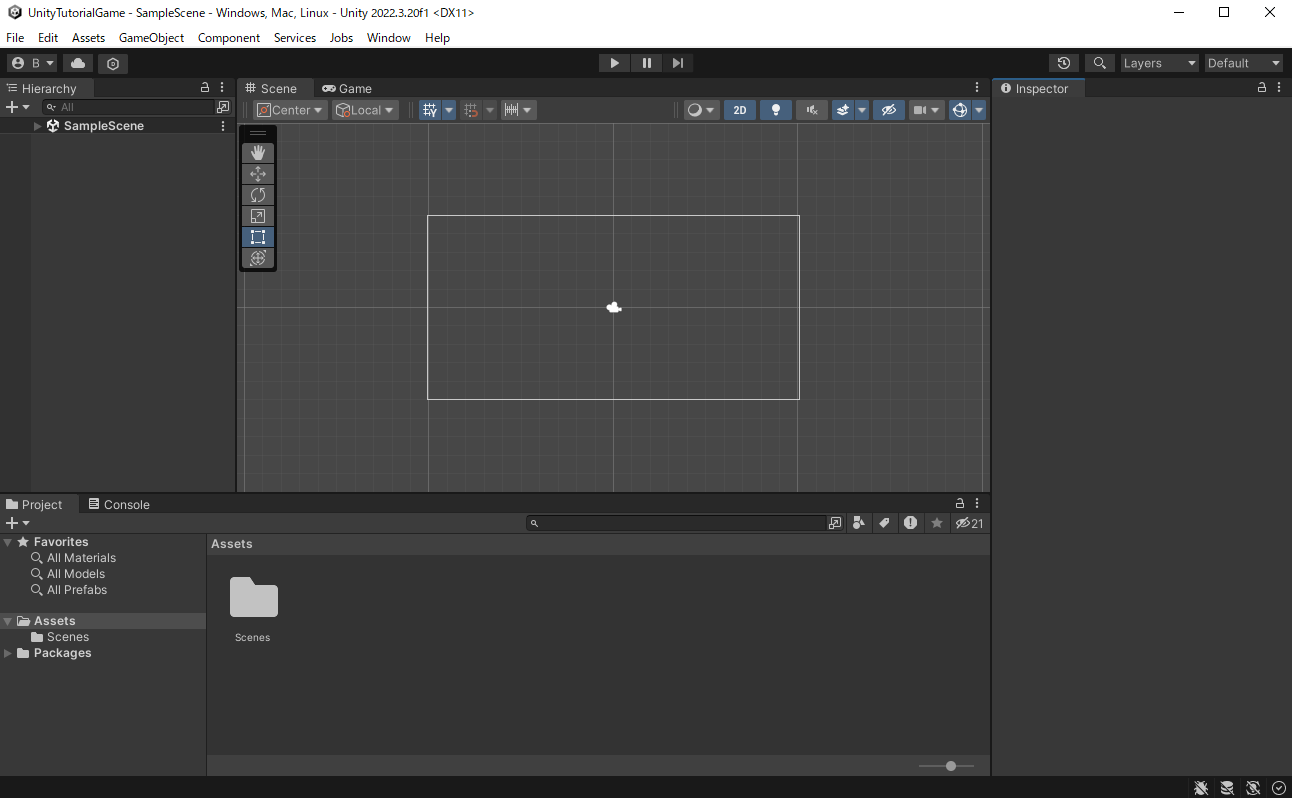 UnityTutorialGame - SampleScene - Windows, Mac, Linux - Unity 2022.3.20f1 <DX11>
File Edit Assets GameObject Component Services Jobs Window Help
B Layers Default
Hierarchy
All
SampleScene
Scene Game
Center Local 2D
Inspector
Project Console
21
Favorites
All Materials
All Models
All Prefabs
Assets
Scenes
Packages
Assets
Scenes